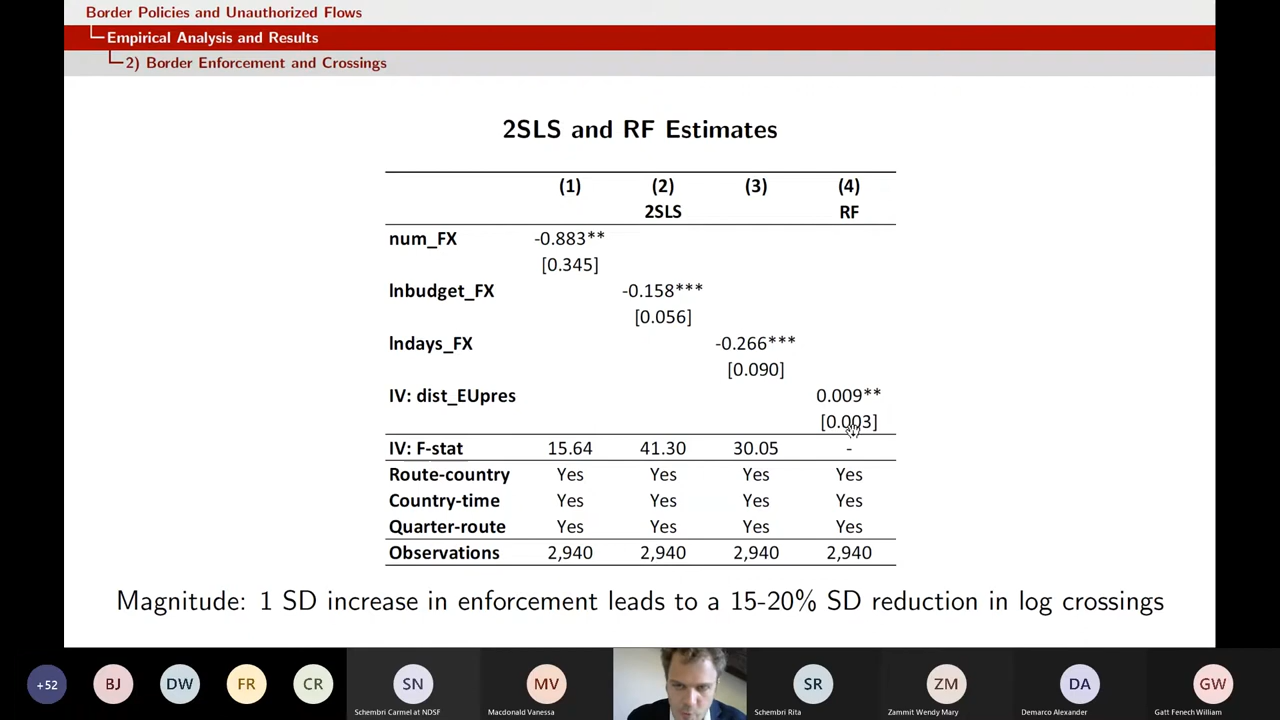 Border Policies and Unauthorized Flows
Empirical Analysis and Results
2) Border Enforcement and Crossings
2SLS and RF Estimates
(1) (2) (3) (4)
2SLS RF
num_FX -0.883**
[0.345]
lnbudget_FX -0.158***
[0.056]
lndays_FX -0.266***
[0.090]
IV: dist_EUpres 0.009**
[0.003]
IV: F-stat 15.64 41.30 30.05 -
Route-country Yes Yes Yes Yes
Country-time Yes Yes Yes Yes
Quarter-route Yes Yes Yes Yes
Observations 2,940 2,940 2,940 2,940
Magnitude: 1 SD increase in enforcement leads to a 15-20% SD reduction in log crossings
+52 BJ DW FR CR SN MV SR ZM DA GW
Schembri Carmel at NDSF Macdonald Vanessa Schembri Rita Zammit Wendy Mary Demarco Alexander Gatt Fenech William